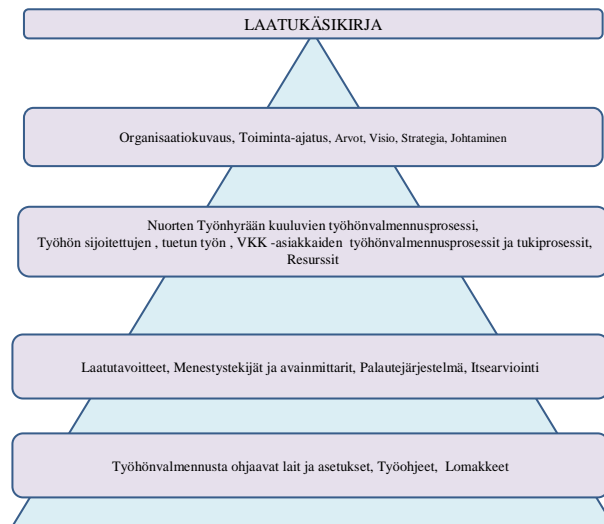 LAATUKÄSIKIRJA
Organisaatiokuvaus, Toiminta-ajatus, Arvot, Visio, Strategia, Johtaminen
Nuorten Työnhyrään kuuluvien työhönvalmennusprosessi,
Työhön sijoitettujen , tuetun työn , VKK -asiakkaiden työhönvalmennusprosessit ja tukiprosessit,
Resurssit
Laatutavoitteet, Menestystekijät ja avainmittarit, Palautejärjestelmä, Itsearviointi
Työhönvalmennusta ohjaavat lait ja asetukset, Työohjeet, Lomakkeet